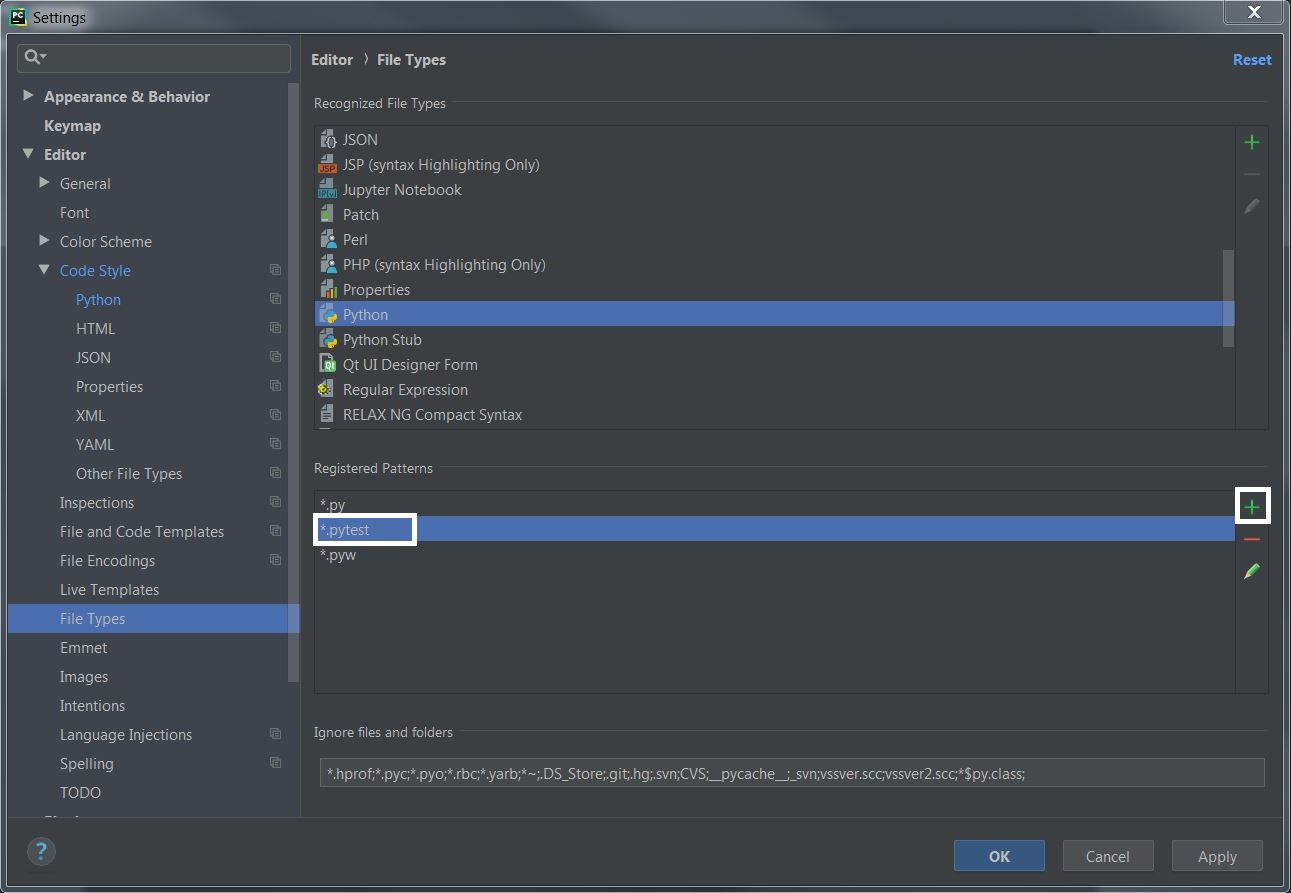 PC Settings X
Editor › File Types Reset
Appearance & Behavior
Keymap
Editor
General
Font
Color Scheme
Code Style
Python
HTML
JSON
Properties
XML
YAML
Other File Types
Inspections
File and Code Templates
File Encodings
Live Templates
File Types
Emmet
Images
Intentions
Language Injections
Spelling
TODO
Recognized File Types
JSON
JSP JSP (syntax Highlighting Only)
Jupyter Notebook
Patch
Perl
PHP (syntax Highlighting Only)
Properties
Python
Python Stub
Qt Qt UI Designer Form
Regular Expression
RELAX NG Compact Syntax
Registered Patterns
*.py
*.pytest
*.pyw
Ignore files and folders
*.hprof;*.pyc;*.pyo;*.rbc;*.yarb;*~;.DS_Store;.git;.hg;.svn;CVS;__pycache__;_svn;vssver.scc;vssver2.scc;*$py.class;
? OK Cancel Apply